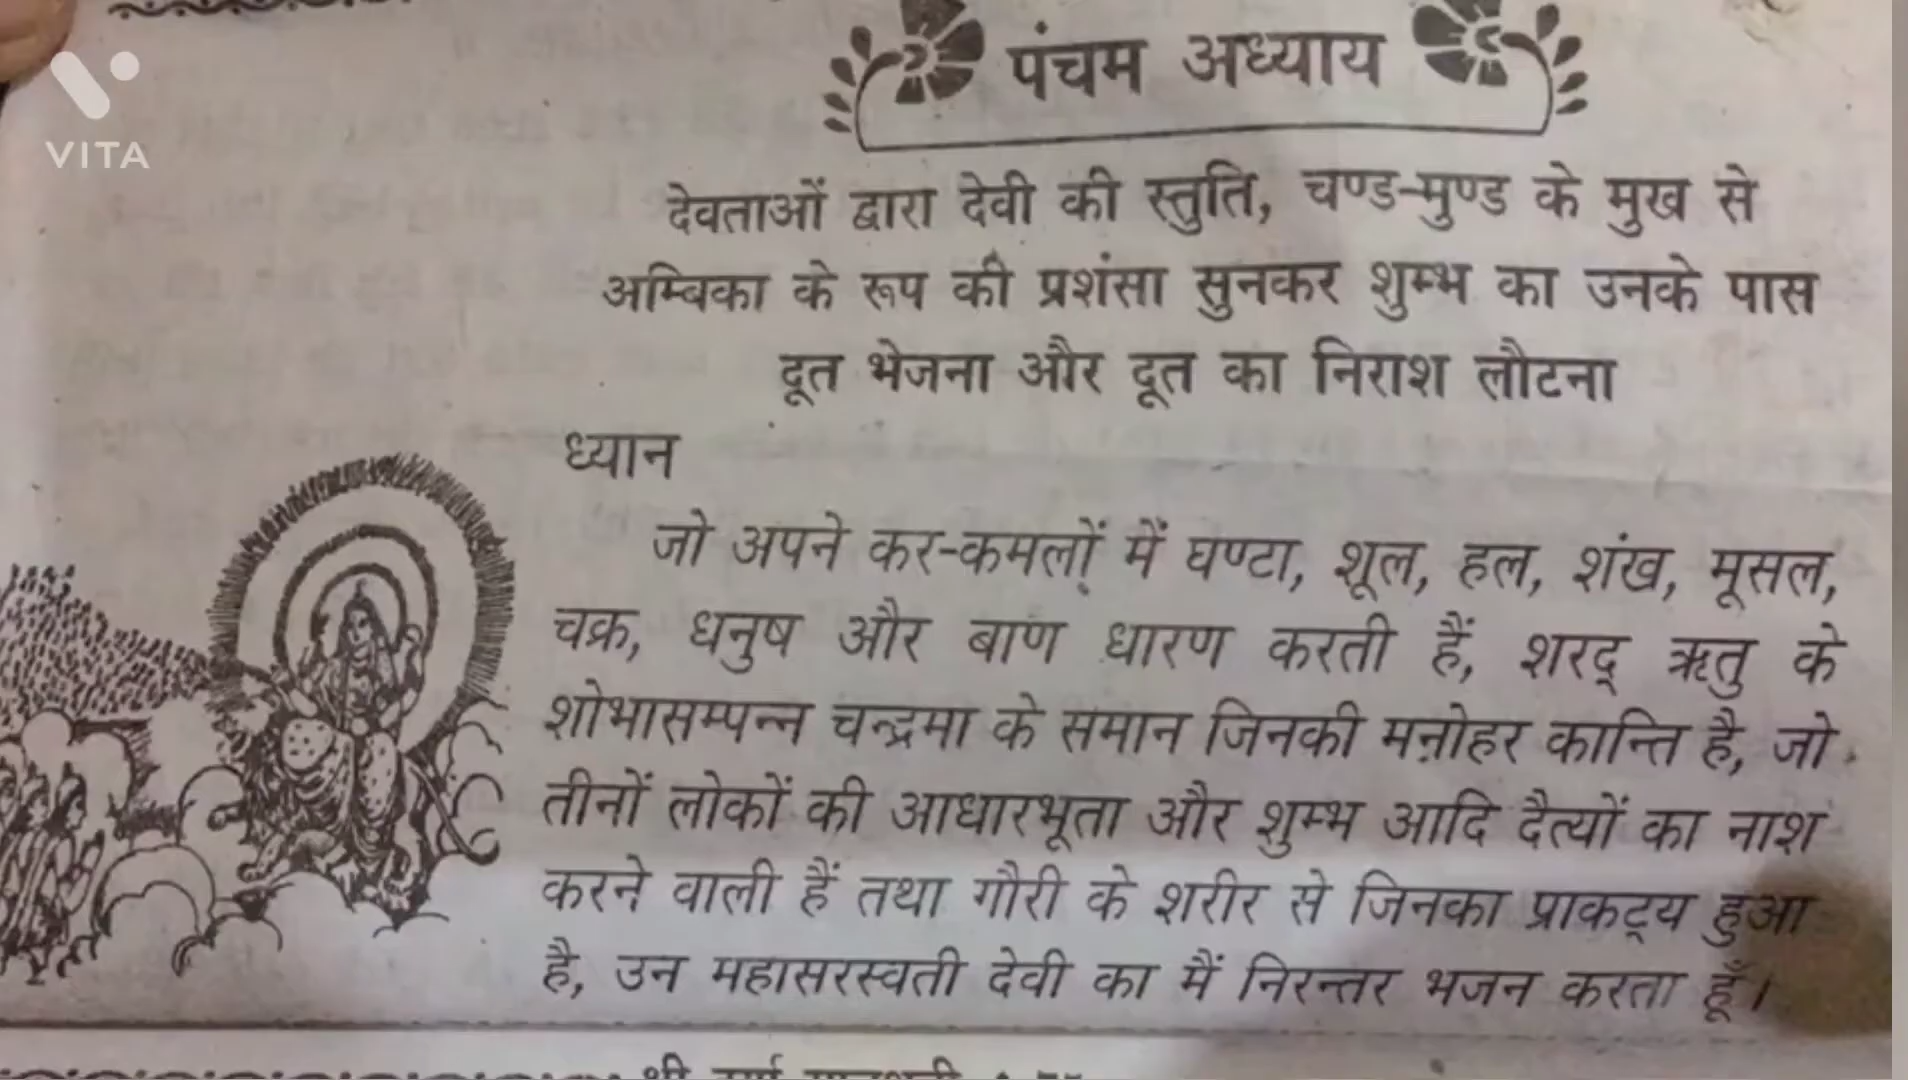 VITA
पंचम अध्याय
देवताओं द्वारा देवी की स्तुति, चण्ड-मुण्ड के मुख से
अम्बिका के रूप की प्रशंसा सुनकर शुम्भ का उनके पास
दूत भेजना और दूत का निराश लौटना
ध्यान
जो अपने कर-कमलों में घण्टा, शूल, हल, शंख, मूसल,
चक्र, धनुष और बाण धारण करती हैं, शरद् ऋतु के
शोभासम्पन्न चन्द्रमा के समान जिनकी मनोहर कान्ति है, जो
तीनों लोकों की आधारभूता और शुम्भ आदि दैत्यों का नाश
करने वाली हैं तथा गौरी के शरीर से जिनका प्राकट्य हुआ
है, उन महासरस्वती देवी का मैं निरन्तर भजन करता हूँ।
श्री